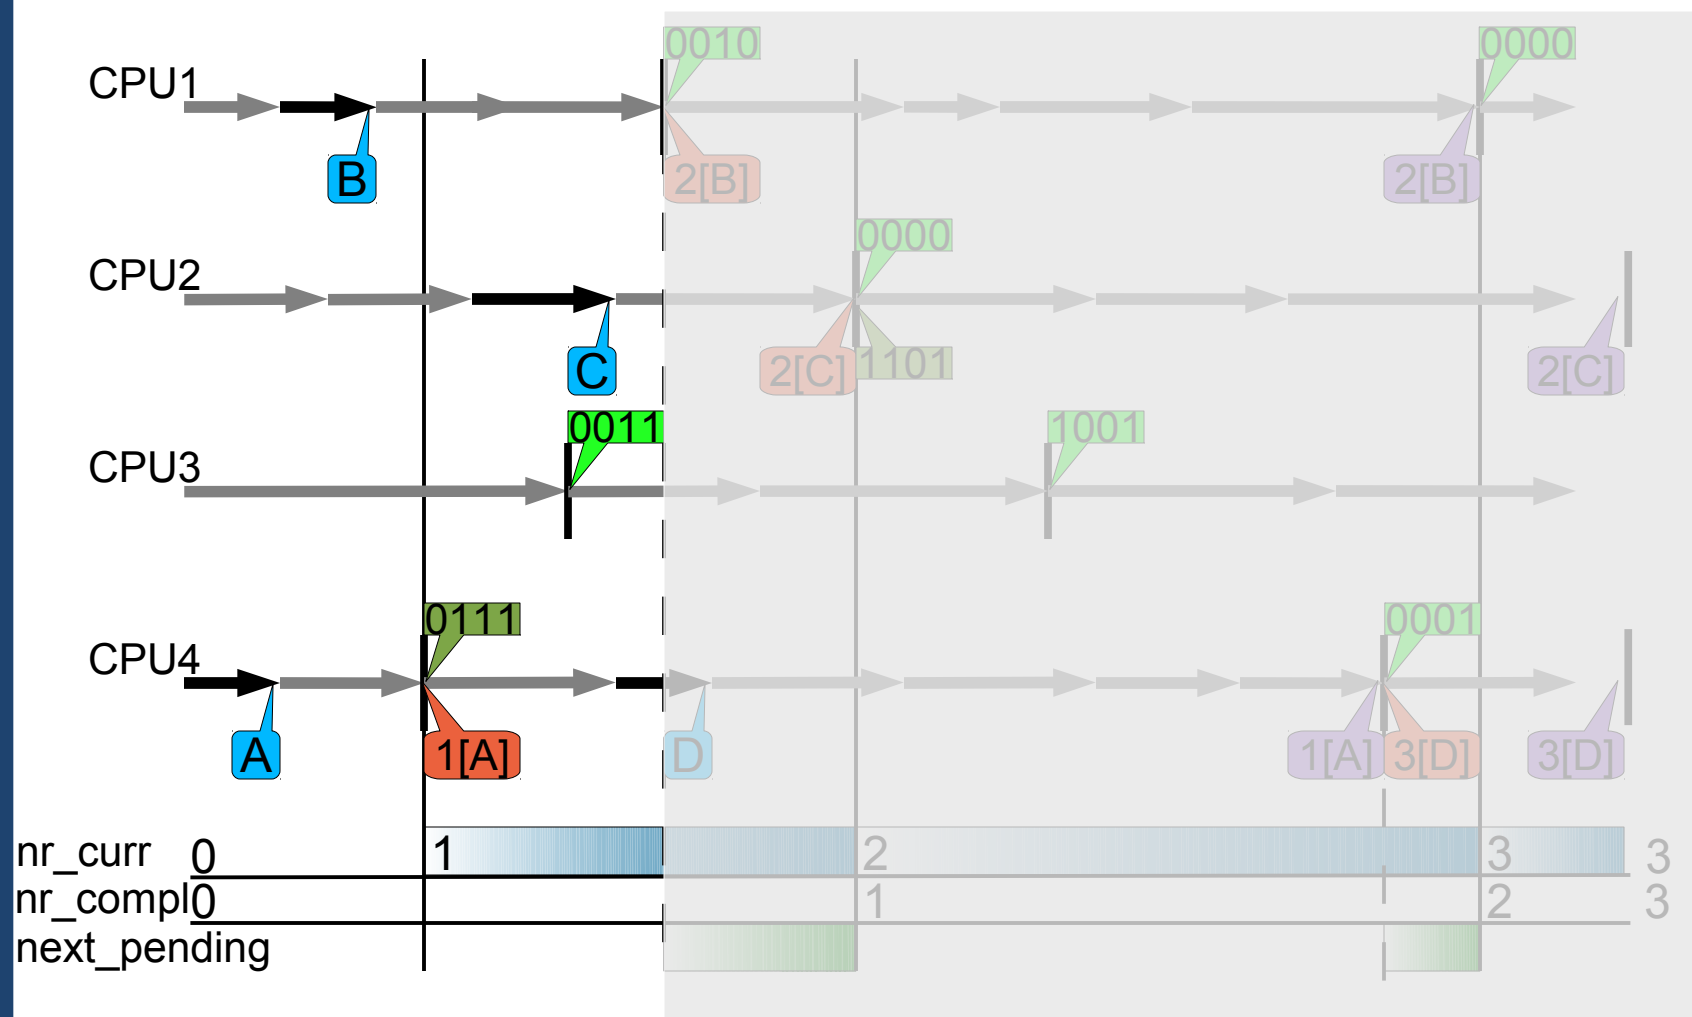 0010 0000
CPU1
B 2[B] 2[B]
0000
CPU2
C 2[C] 1101 2[C]
0011 1001
CPU3
0111 0001
CPU4
A 1[A] D 1[A] 3[D] 3[D]
nr_curr 0 1 2 3 3
nr_compl 0 1 2 3
next_pending